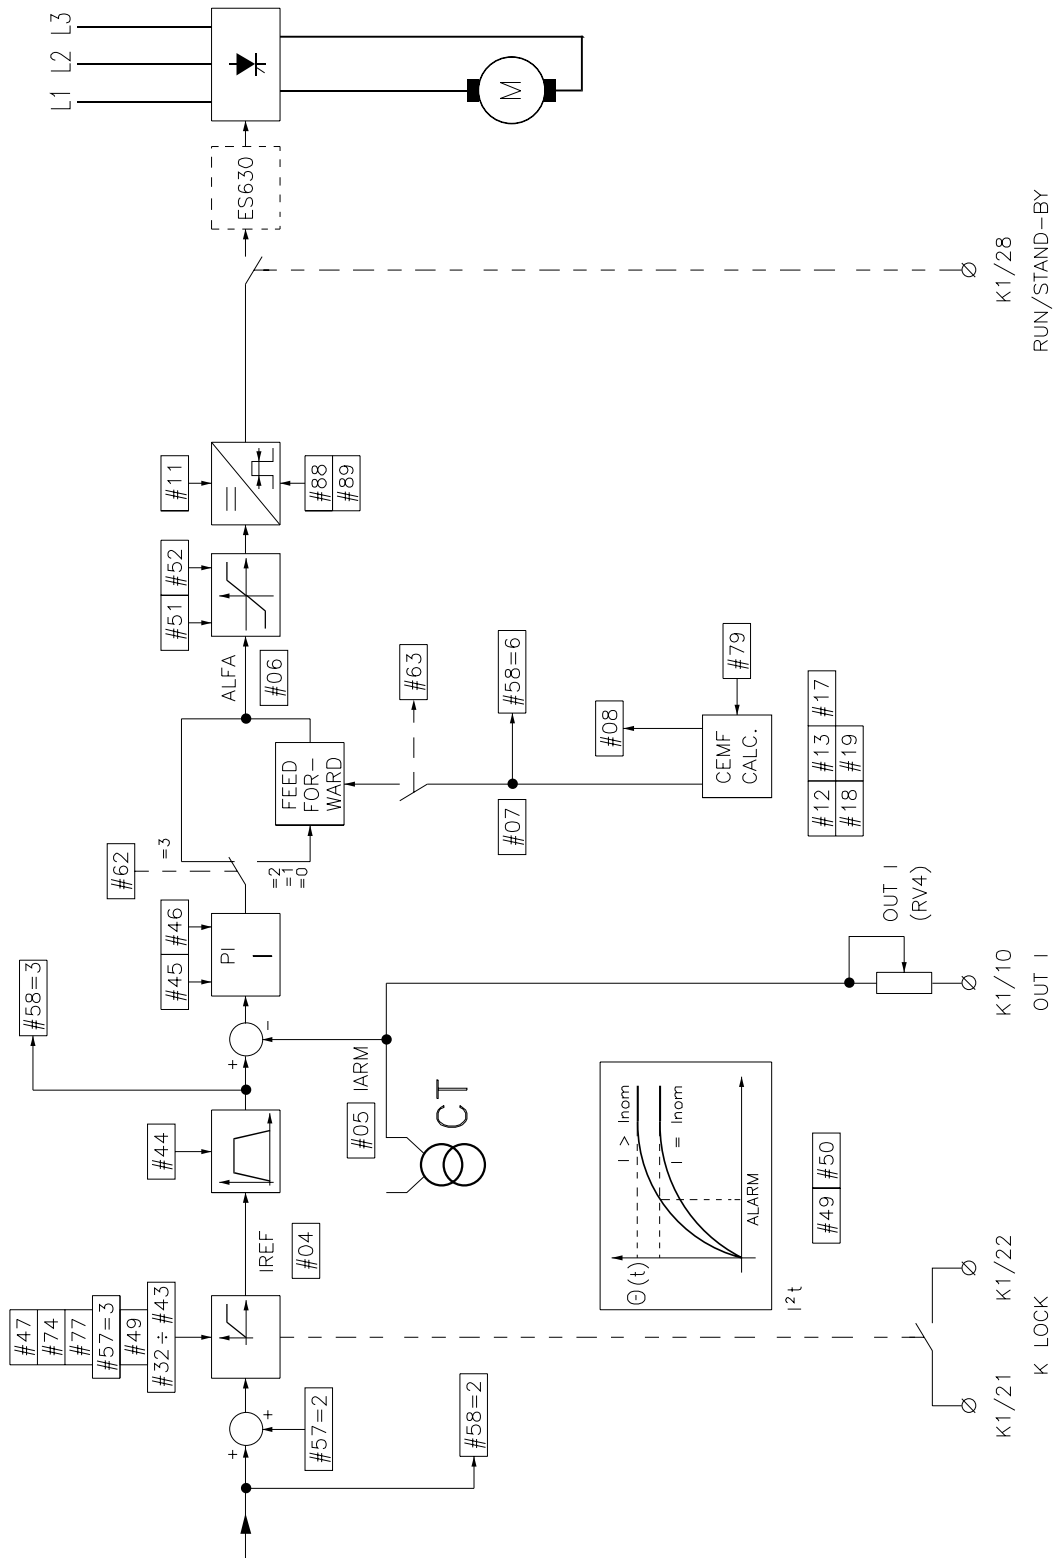 #47
#74
#77
#57=3
#49
#32 ÷ #43
+
+
#57=2
#58=2
IREF
#04
#44
#58=3
+
-
#05
IARM
CT
#45
#46
PI
I
#62
=3
=2
=1
=0
FEED
FOR-
WARD
#63
ALFA
#06
#51
#52
#11
=
#88
#89
ES630
L1
L2
L3
M
#07
#58=6
#08
CEMF
CALC.
#79
#12
#13
#17
#18
#19
Θ(t)
I > Inom
I = Inom
ALARM
I²t
#49
#50
OUT I
(RV4)
K1/21
K1/22
K LOCK
K1/10
OUT I
K1/28
RUN/STAND-BY